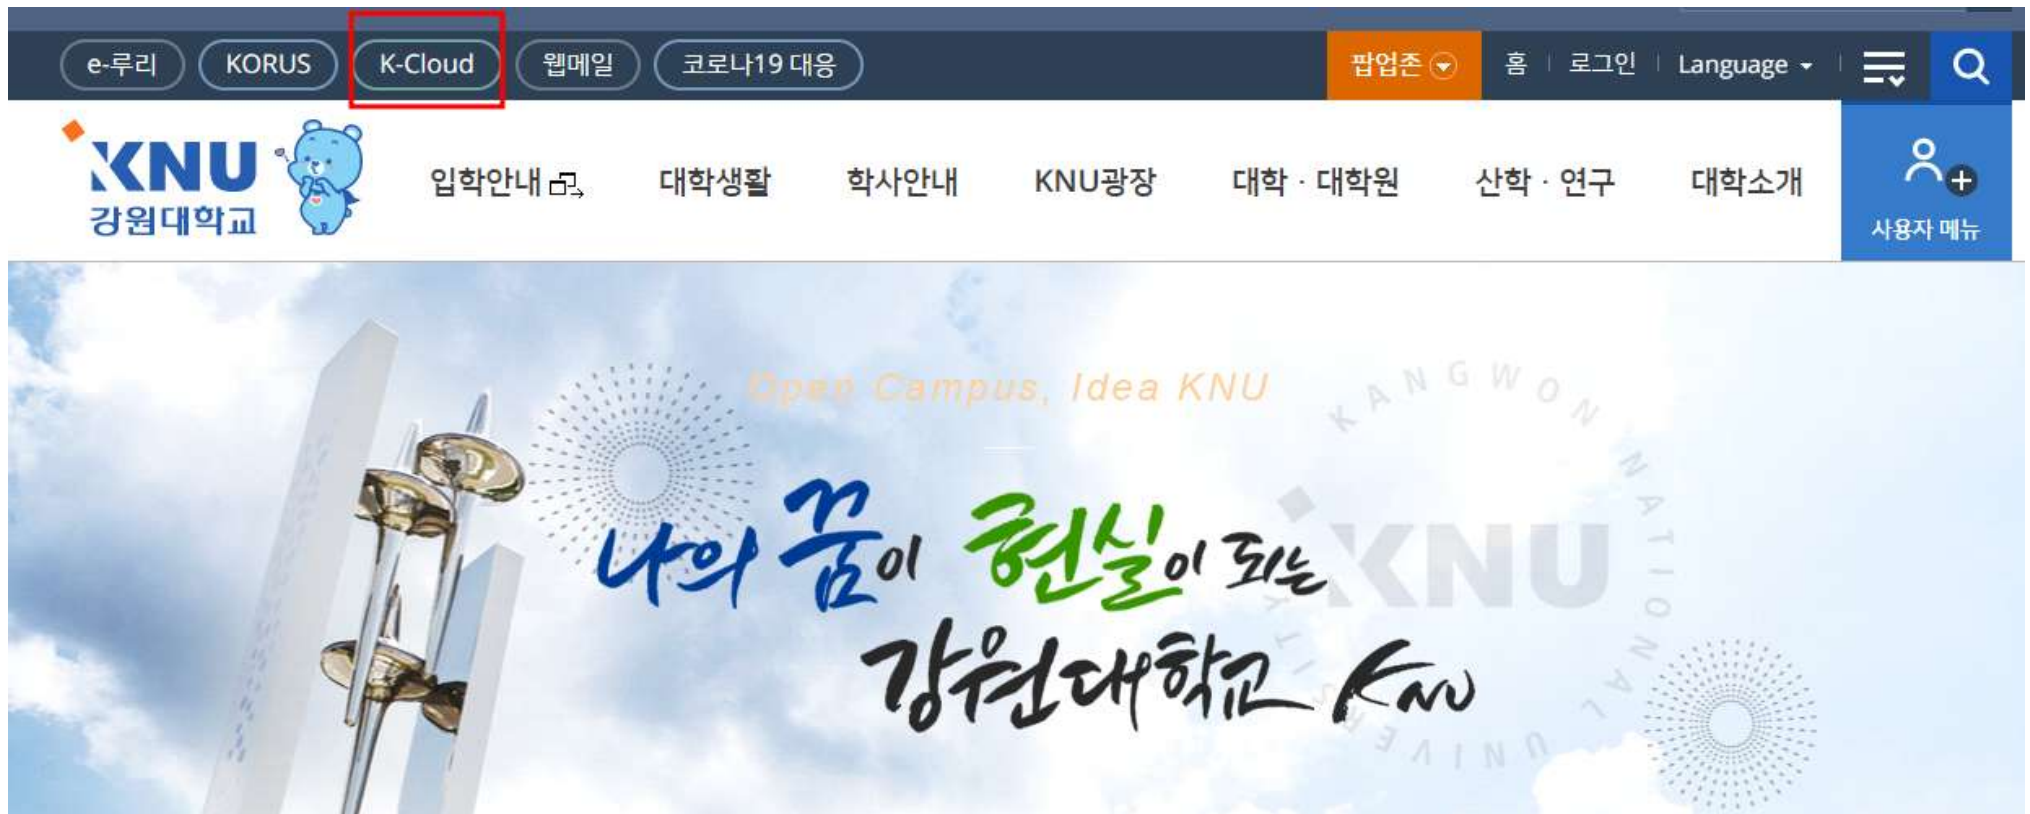 e-루리 KORUS K-Cloud 웹메일 코로나19 대응 팝업존 홈 로그인 Language
KNU
강원대학교
입학안내 대학생활 학사안내 KNU광장 대학 · 대학원 산학 · 연구 대학소개
사용자 메뉴
Open Campus, Idea KNU
나의 꿈이 현실이 되는
강원대학교 KNU
KANGWON NATIONAL UNIVERSITY
KNU